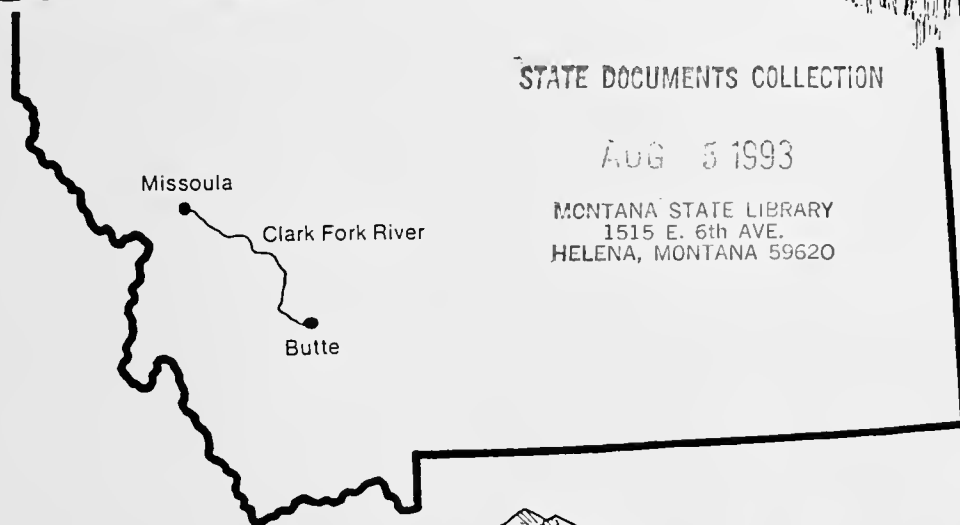 STATE DOCUMENTS COLLECTION
AUG 5 1993
MONTANA STATE LIBRARY
1515 E. 6th AVE.
HELENA, MONTANA 59620
Missoula
Clark Fork River
Butte